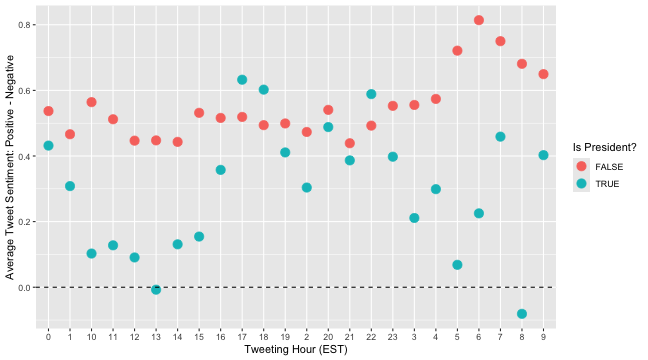 0.8
0.6
0.4
0.2
0.0
Average Tweet Sentiment: Positive - Negative
0 1 10 11 12 13 14 15 16 17 18 19 2 20 21 22 23 3 4 5 6 7 8 9
Tweeting Hour (EST)
Is President?
FALSE
TRUE